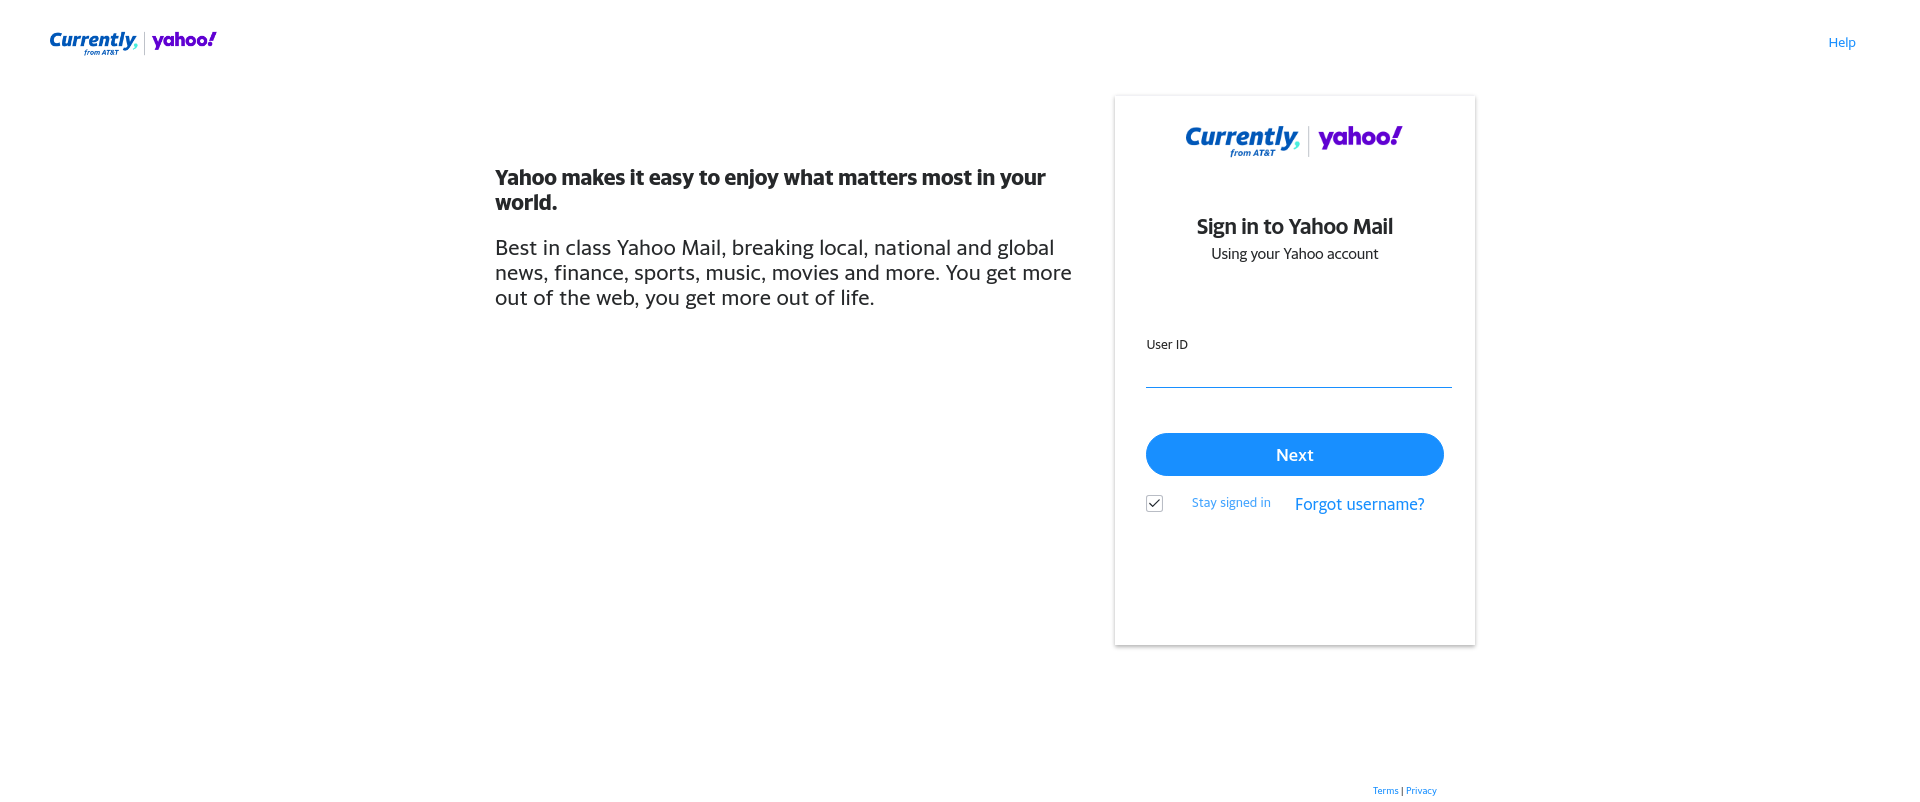 Currently, yahoo!
from AT&T
Help
Yahoo makes it easy to enjoy what matters most in your
world.
Best in class Yahoo Mail, breaking local, national and global
news, finance, sports, music, movies and more. You get more
out of the web, you get more out of life.
Currently, yahoo!
from AT&T
Sign in to Yahoo Mail
Using your Yahoo account
User ID
Next
Stay signed in Forgot username?
Terms | Privacy